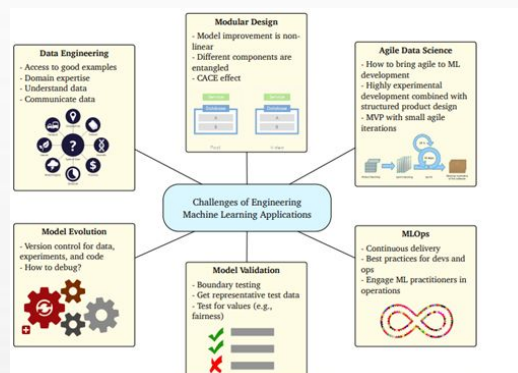 Modular Design
- Model improvement is non-
linear
- Different components are
entangled
- CACE effect
Database
Database
Data Engineering
- Access to good examples
- Domain expertise
- Understand data
- Communicate data
?
$
Agile Data Science
- How to bring agile to ML
development
- Highly experimental
development combined with
structured product design
- MVP with small agile
iterations
Challenges of Engineering
Machine Learning Applications
Model Evolution
- Version control for data,
experiments, and code
- How to debug?
Model Validation
- Boundary testing
- Get representative test data
- Test for values (e.g.,
fairness)
MLOps
- Continuous delivery
- Best practices for devs and
ops
- Engage ML practitioners in
operations